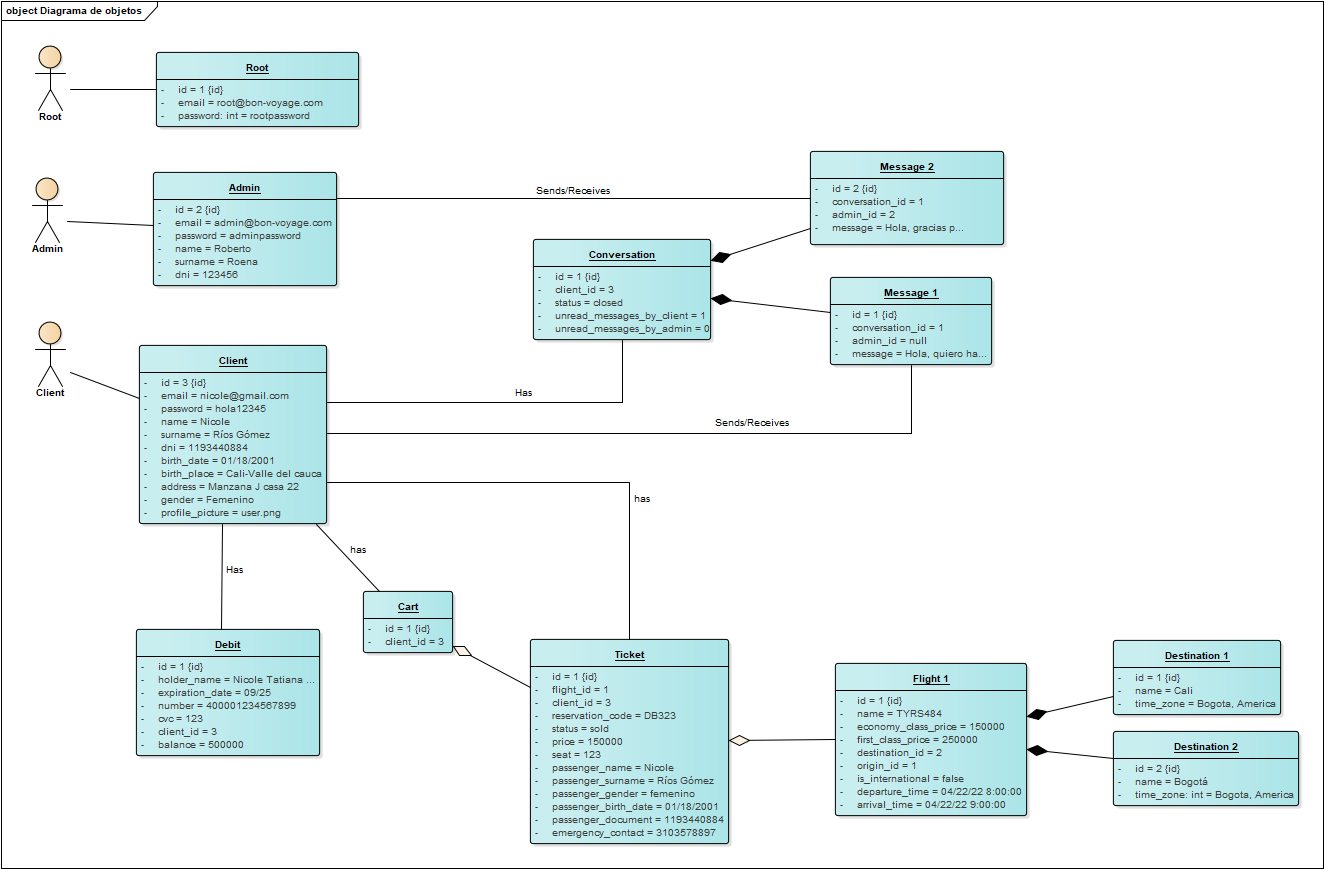 object Diagrama de objetos
Root
Root
- id = 1 {id}
- email = root@bon-voyage.com
- password: int = rootpassword
Admin
Admin
- id = 2 {id}
- email = admin@bon-voyage.com
- password = adminpassword
- name = Roberto
- surname = Roena
- dni = 123456
Sends/Receives
Message 2
- id = 2 {id}
- conversation_id = 1
- admin_id = 2
- message = Hola, gracias p...
Conversation
- id = 1 {id}
- client_id = 3
- status = closed
- unread_messages_by_client = 1
- unread_messages_by_admin = 0
Message 1
- id = 1 {id}
- conversation_id = 1
- admin_id = null
- message = Hola, quiero ha...
Client
Client
- id = 3 {id}
- email = nicole@gmail.com
- password = hola12345
- name = Nicole
- surname = Ríos Gómez
- dni = 1193440884
- birth_date = 01/18/2001
- birth_place = Cali-Valle del cauca
- address = Manzana J casa 22
- gender = Femenino
- profile_picture = user.png
Has
Sends/Receives
has
has
Has
Cart
- id = 1 {id}
- client_id = 3
Debit
- id = 1 {id}
- holder_name = Nicole Tatiana ...
- expiration_date = 09/25
- number = 400001234567899
- cvc = 123
- client_id = 3
- balance = 500000
Ticket
- id = 1 {id}
- flight_id = 1
- client_id = 3
- reservation_code = DB323
- status = sold
- price = 150000
- seat = 123
- passenger_name = Nicole
- passenger_surname = Ríos Gómez
- passenger_gender = femenino
- passenger_birth_date = 01/18/2001
- passenger_document = 1193440884
- emergency_contact = 3103578897
Flight 1
- id = 1 {id}
- name = TYRS484
- economy_class_price = 150000
- first_class_price = 250000
- destination_id = 2
- origin_id = 1
- is_international = false
- departure_time = 04/22/22 8:00:00
- arrival_time = 04/22/22 9:00:00
Destination 1
- id = 1 {id}
- name = Cali
- time_zone = Bogota, America
Destination 2
- id = 2 {id}
- name = Bogotá
- time_zone: int = Bogota, America